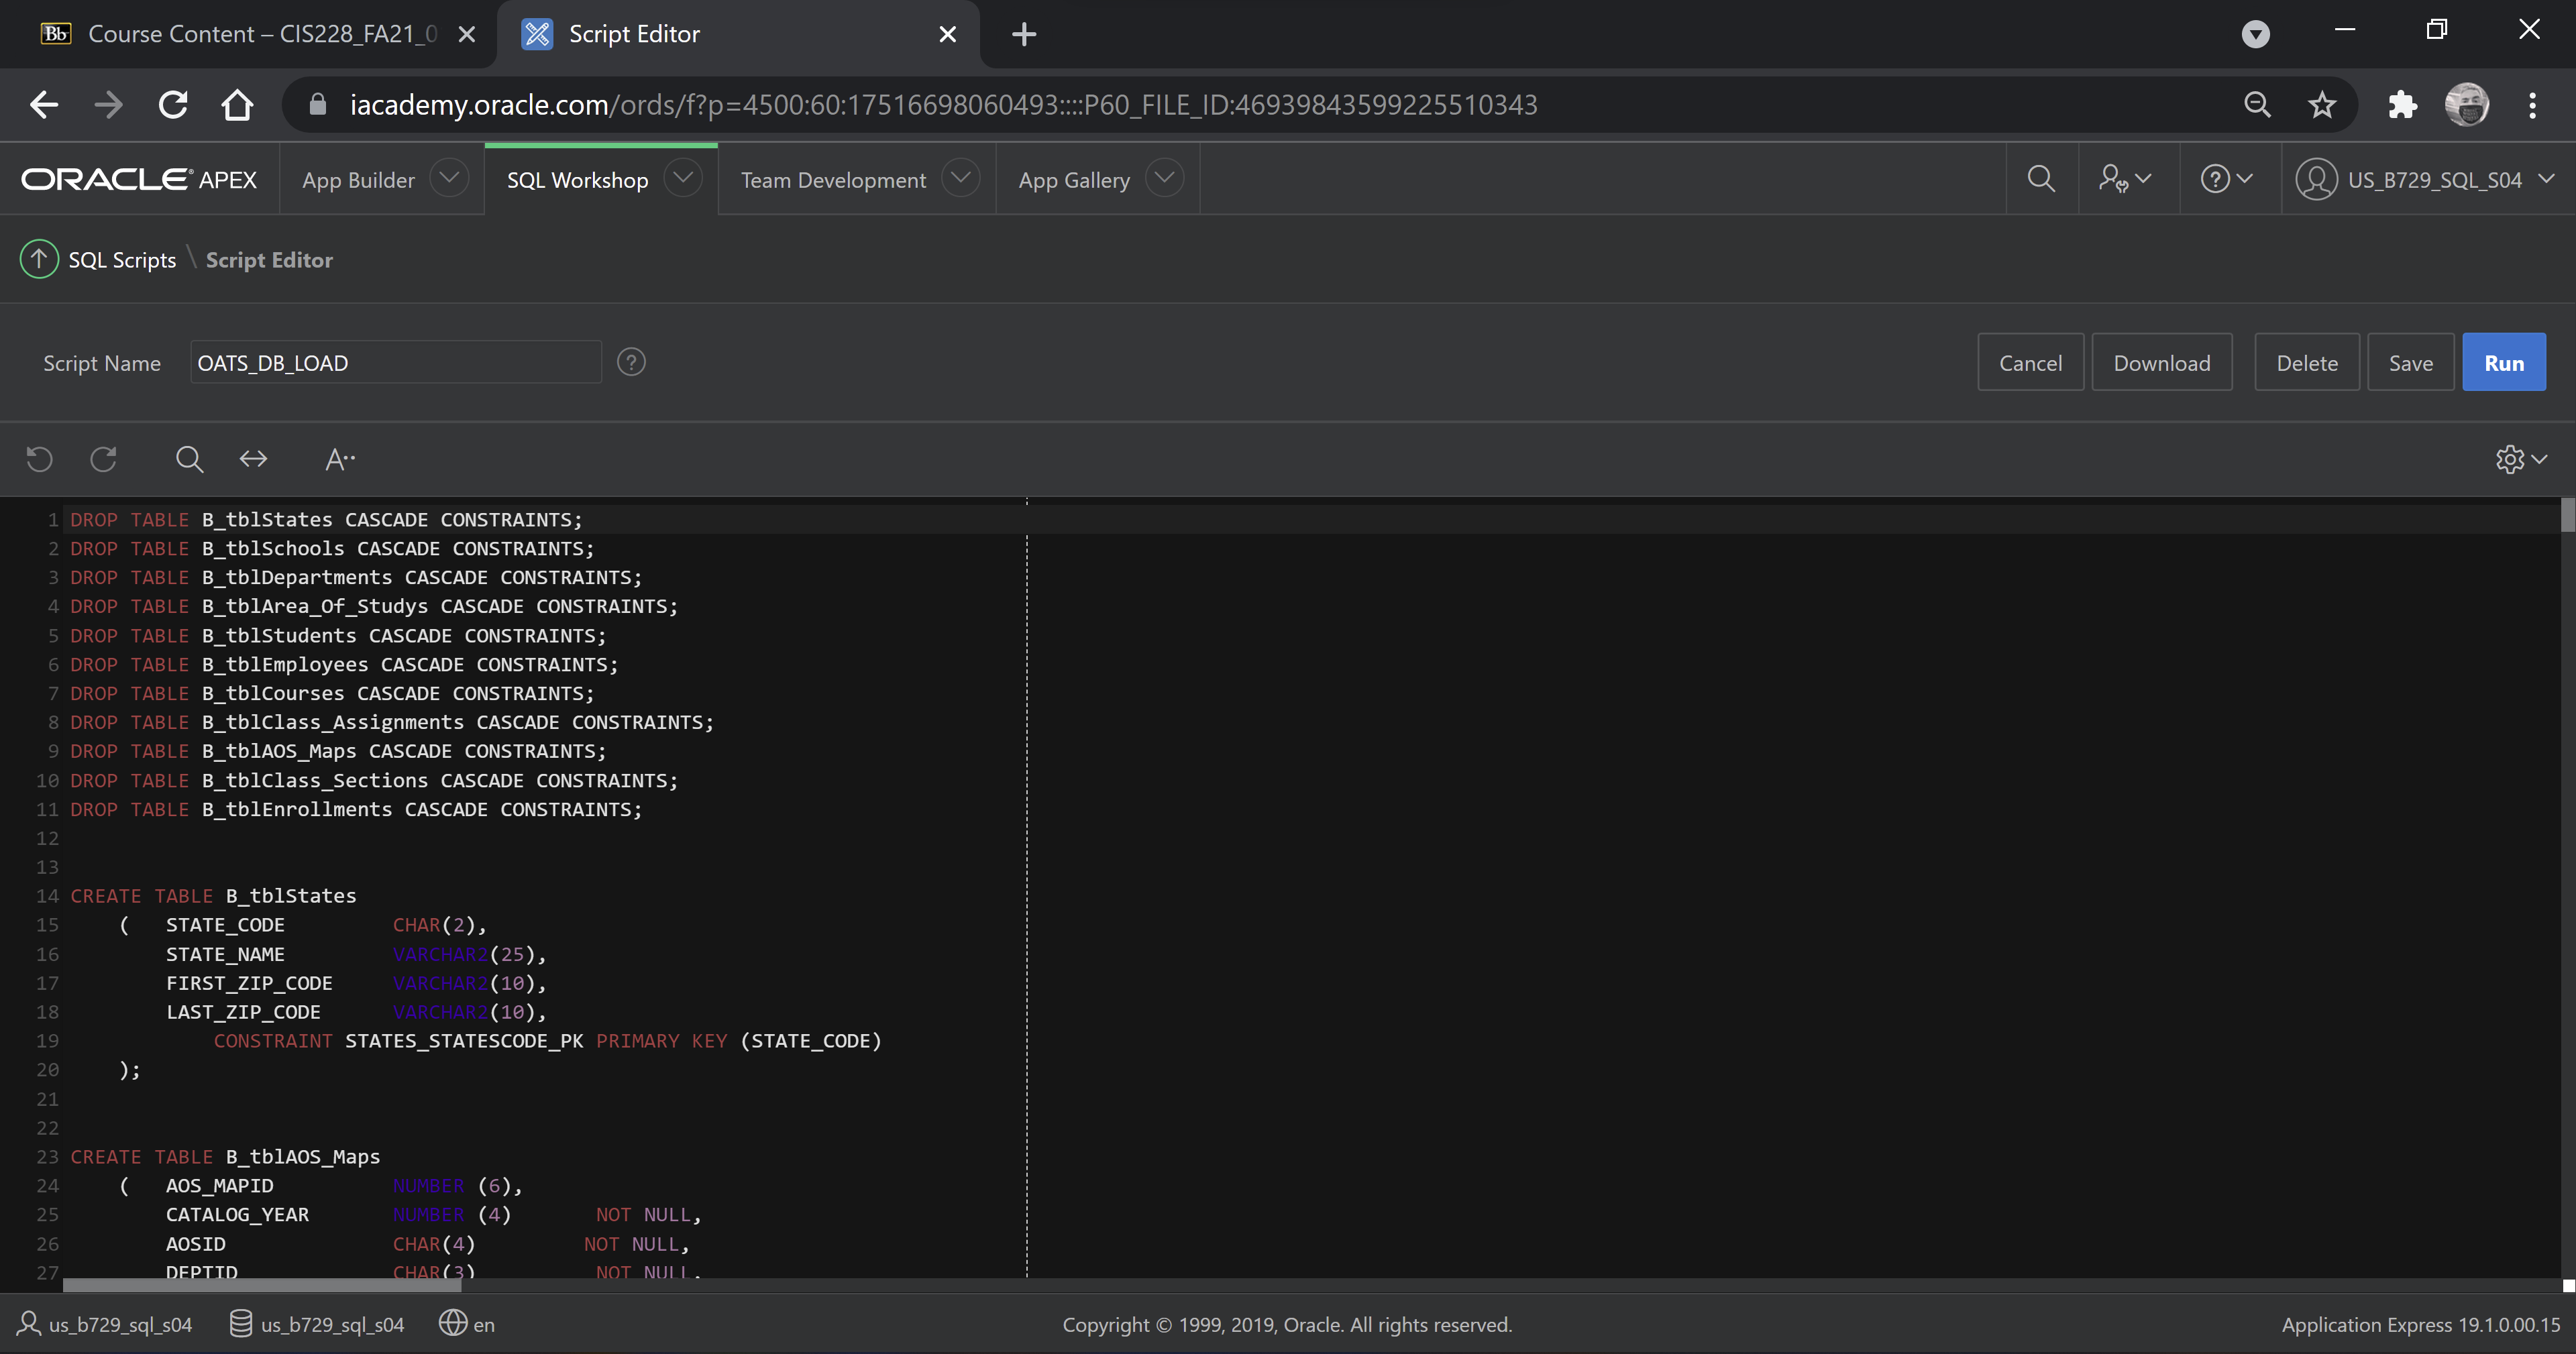 Course Content – CIS228_FA21_0
Script Editor
iacademy.oracle.com/ords/f?p=4500:60:17516698060493::::P60_FILE_ID:46939843599225510343
ORACLE APEX App Builder SQL Workshop Team Development App Gallery US_B729_SQL_S04
SQL Scripts \ Script Editor
Script Name OATS_DB_LOAD Cancel Download Delete Save Run
1 DROP TABLE B_tblStates CASCADE CONSTRAINTS;
2 DROP TABLE B_tblSchools CASCADE CONSTRAINTS;
3 DROP TABLE B_tblDepartments CASCADE CONSTRAINTS;
4 DROP TABLE B_tblArea_Of_Studys CASCADE CONSTRAINTS;
5 DROP TABLE B_tblStudents CASCADE CONSTRAINTS;
6 DROP TABLE B_tblEmployees CASCADE CONSTRAINTS;
7 DROP TABLE B_tblCourses CASCADE CONSTRAINTS;
8 DROP TABLE B_tblClass_Assignments CASCADE CONSTRAINTS;
9 DROP TABLE B_tblAOS_Maps CASCADE CONSTRAINTS;
10 DROP TABLE B_tblClass_Sections CASCADE CONSTRAINTS;
11 DROP TABLE B_tblEnrollments CASCADE CONSTRAINTS;
12
13
14 CREATE TABLE B_tblStates
15 ( STATE_CODE CHAR(2),
16 STATE_NAME VARCHAR2(25),
17 FIRST_ZIP_CODE VARCHAR2(10),
18 LAST_ZIP_CODE VARCHAR2(10),
19 CONSTRAINT STATES_STATESCODE_PK PRIMARY KEY (STATE_CODE)
20 );
21
22
23 CREATE TABLE B_tblAOS_Maps
24 ( AOS_MAPID NUMBER (6),
25 CATALOG_YEAR NUMBER (4) NOT NULL,
26 AOSID CHAR(4) NOT NULL,
27 DEPTID CHAR(3) NOT NULL,
us_b729_sql_s04 us_b729_sql_s04 en Copyright © 1999, 2019, Oracle. All rights reserved. Application Express 19.1.0.00.15